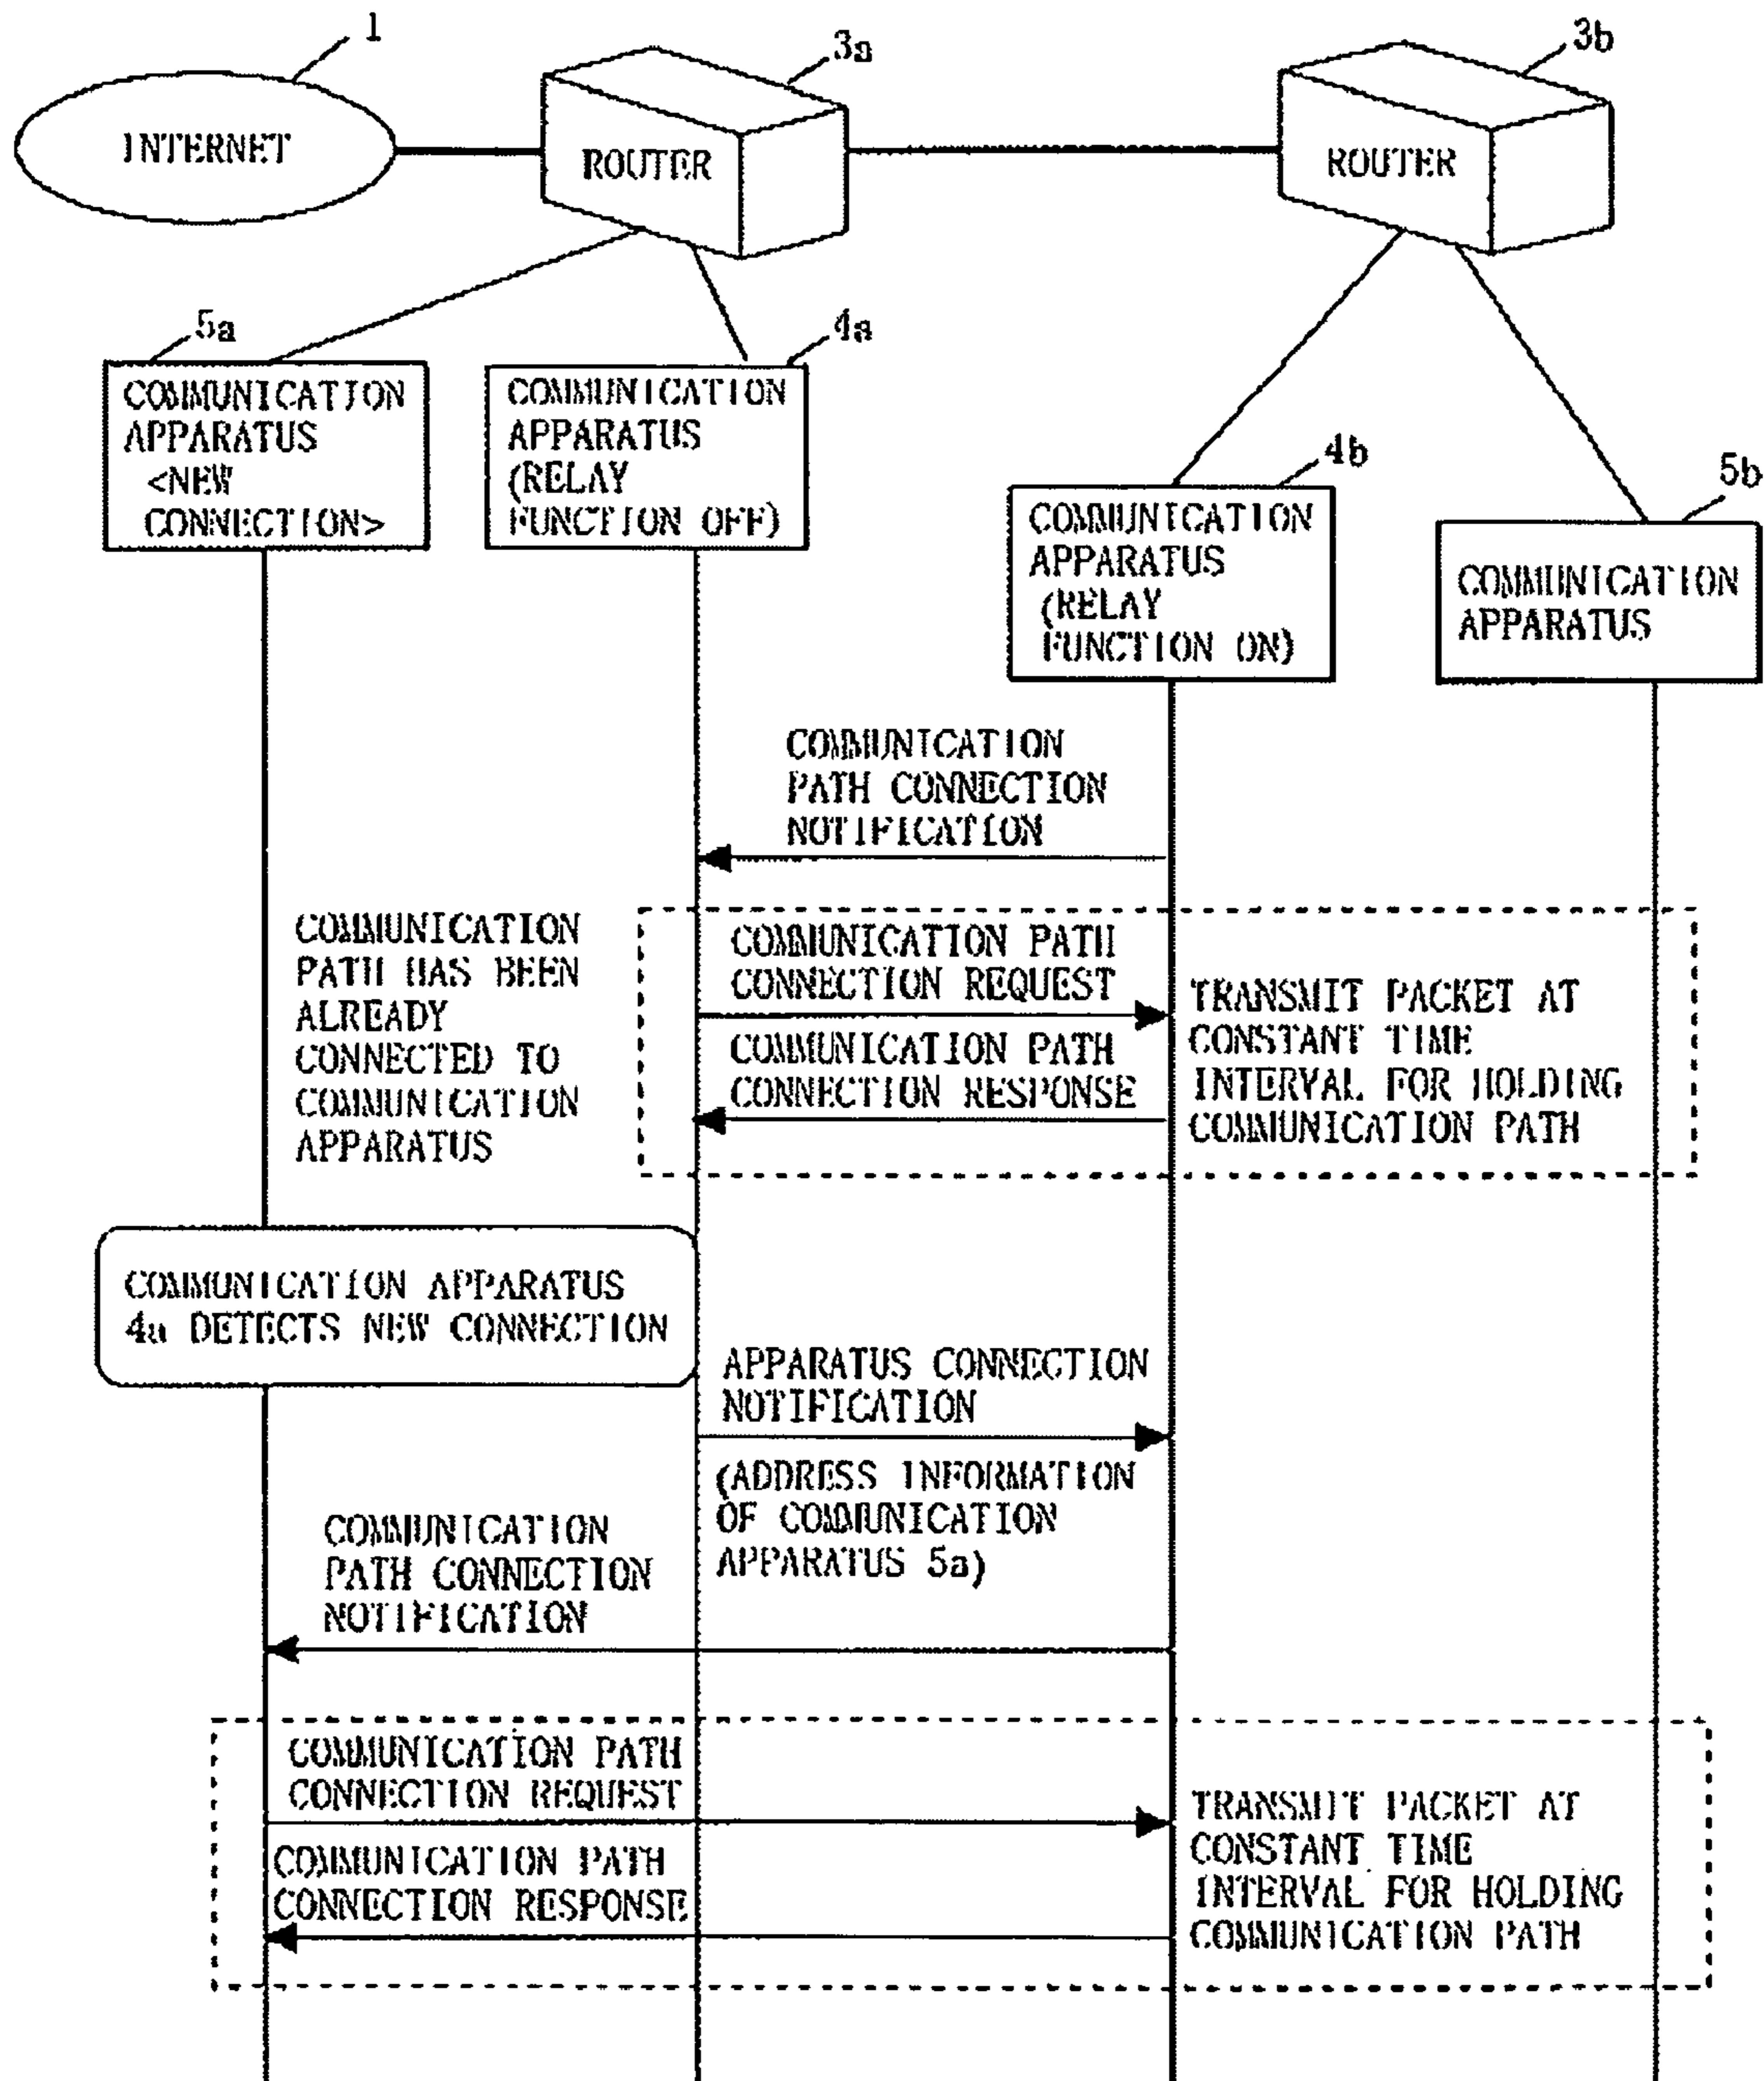 1
3a
3b
INTERNET
ROUTER
ROUTER
5a
4a
COMMUNICATION
APPARATUS
<NEW
CONNECTION>
COMMUNICATION
APPARATUS
(RELAY
FUNCTION OFF)
4b
COMMUNICATION
APPARATUS
(RELAY
FUNCTION ON)
5b
COMMUNICATION
APPARATUS
COMMUNICATION
PATH CONNECTION
NOTIFICATION
COMMUNICATION
PATH HAS BEEN
ALREADY
CONNECTED TO
COMMUNICATION
APPARATUS
COMMUNICATION PATH
CONNECTION REQUEST
COMMUNICATION PATH
CONNECTION RESPONSE
TRANSMIT PACKET AT
CONSTANT TIME
INTERVAL FOR HOLDING
COMMUNICATION PATH
COMMUNICATION APPARATUS
4a DETECTS NEW CONNECTION
APPARATUS CONNECTION
NOTIFICATION
(ADDRESS INFORMATION
OF COMMUNICATION
APPARATUS 5a)
COMMUNICATION
PATH CONNECTION
NOTIFICATION
COMMUNICATION PATH
CONNECTION REQUEST
COMMUNICATION PATH
CONNECTION RESPONSE
TRANSMIT PACKET AT
CONSTANT TIME
INTERVAL FOR HOLDING
COMMUNICATION PATH